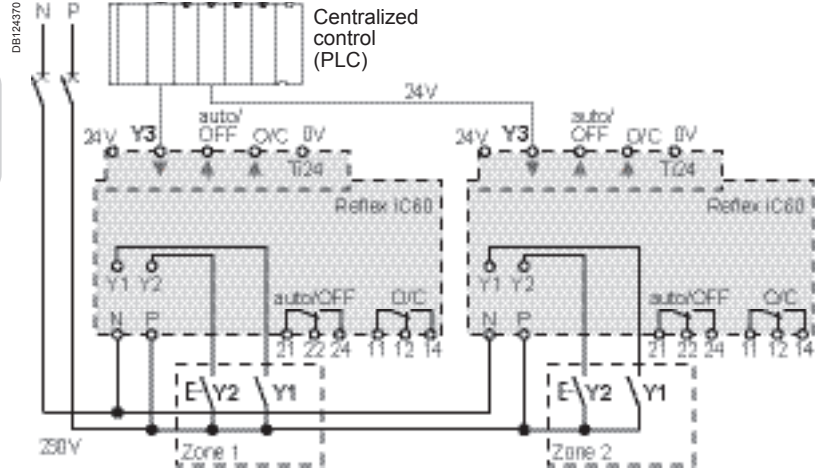 DB124370
N P
Centralized
control
(PLC)
24V
24V Y3 auto/OFF O/C 0V
Ti24
Reflex iC60
Y1 Y2
auto/OFF O/C
N P
21 22 24 11 12 14
E Y2 Y1
Zone 1
24V Y3 auto/OFF O/C 0V
Ti24
Reflex iC60
Y1 Y2
auto/OFF O/C
N P
21 22 24 11 12 14
E Y2 Y1
Zone 2
230V